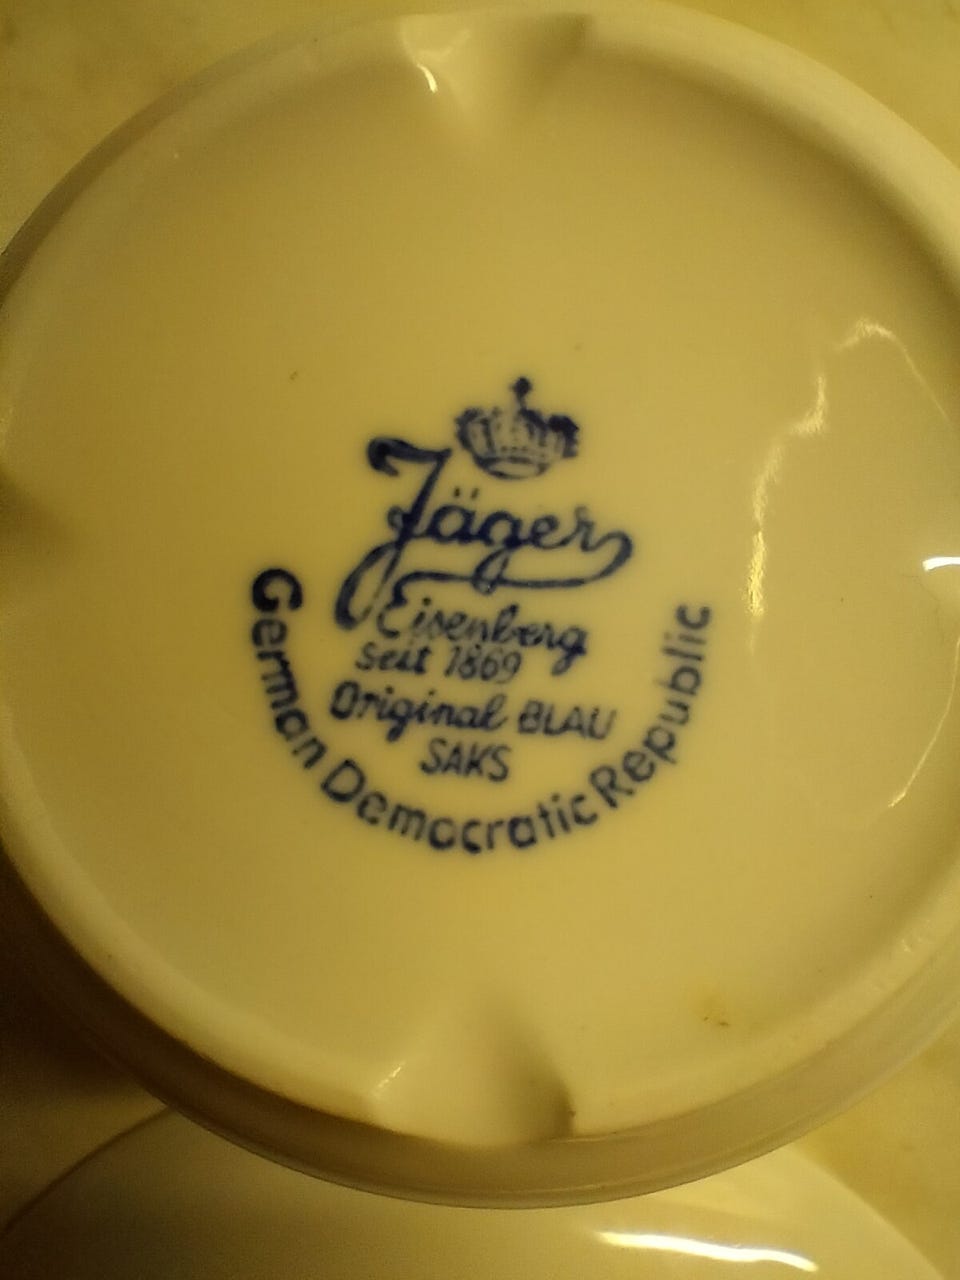 Jäger
Eisenberg
seit 1869
Original BLAU
SAKS
German Democratic Republic